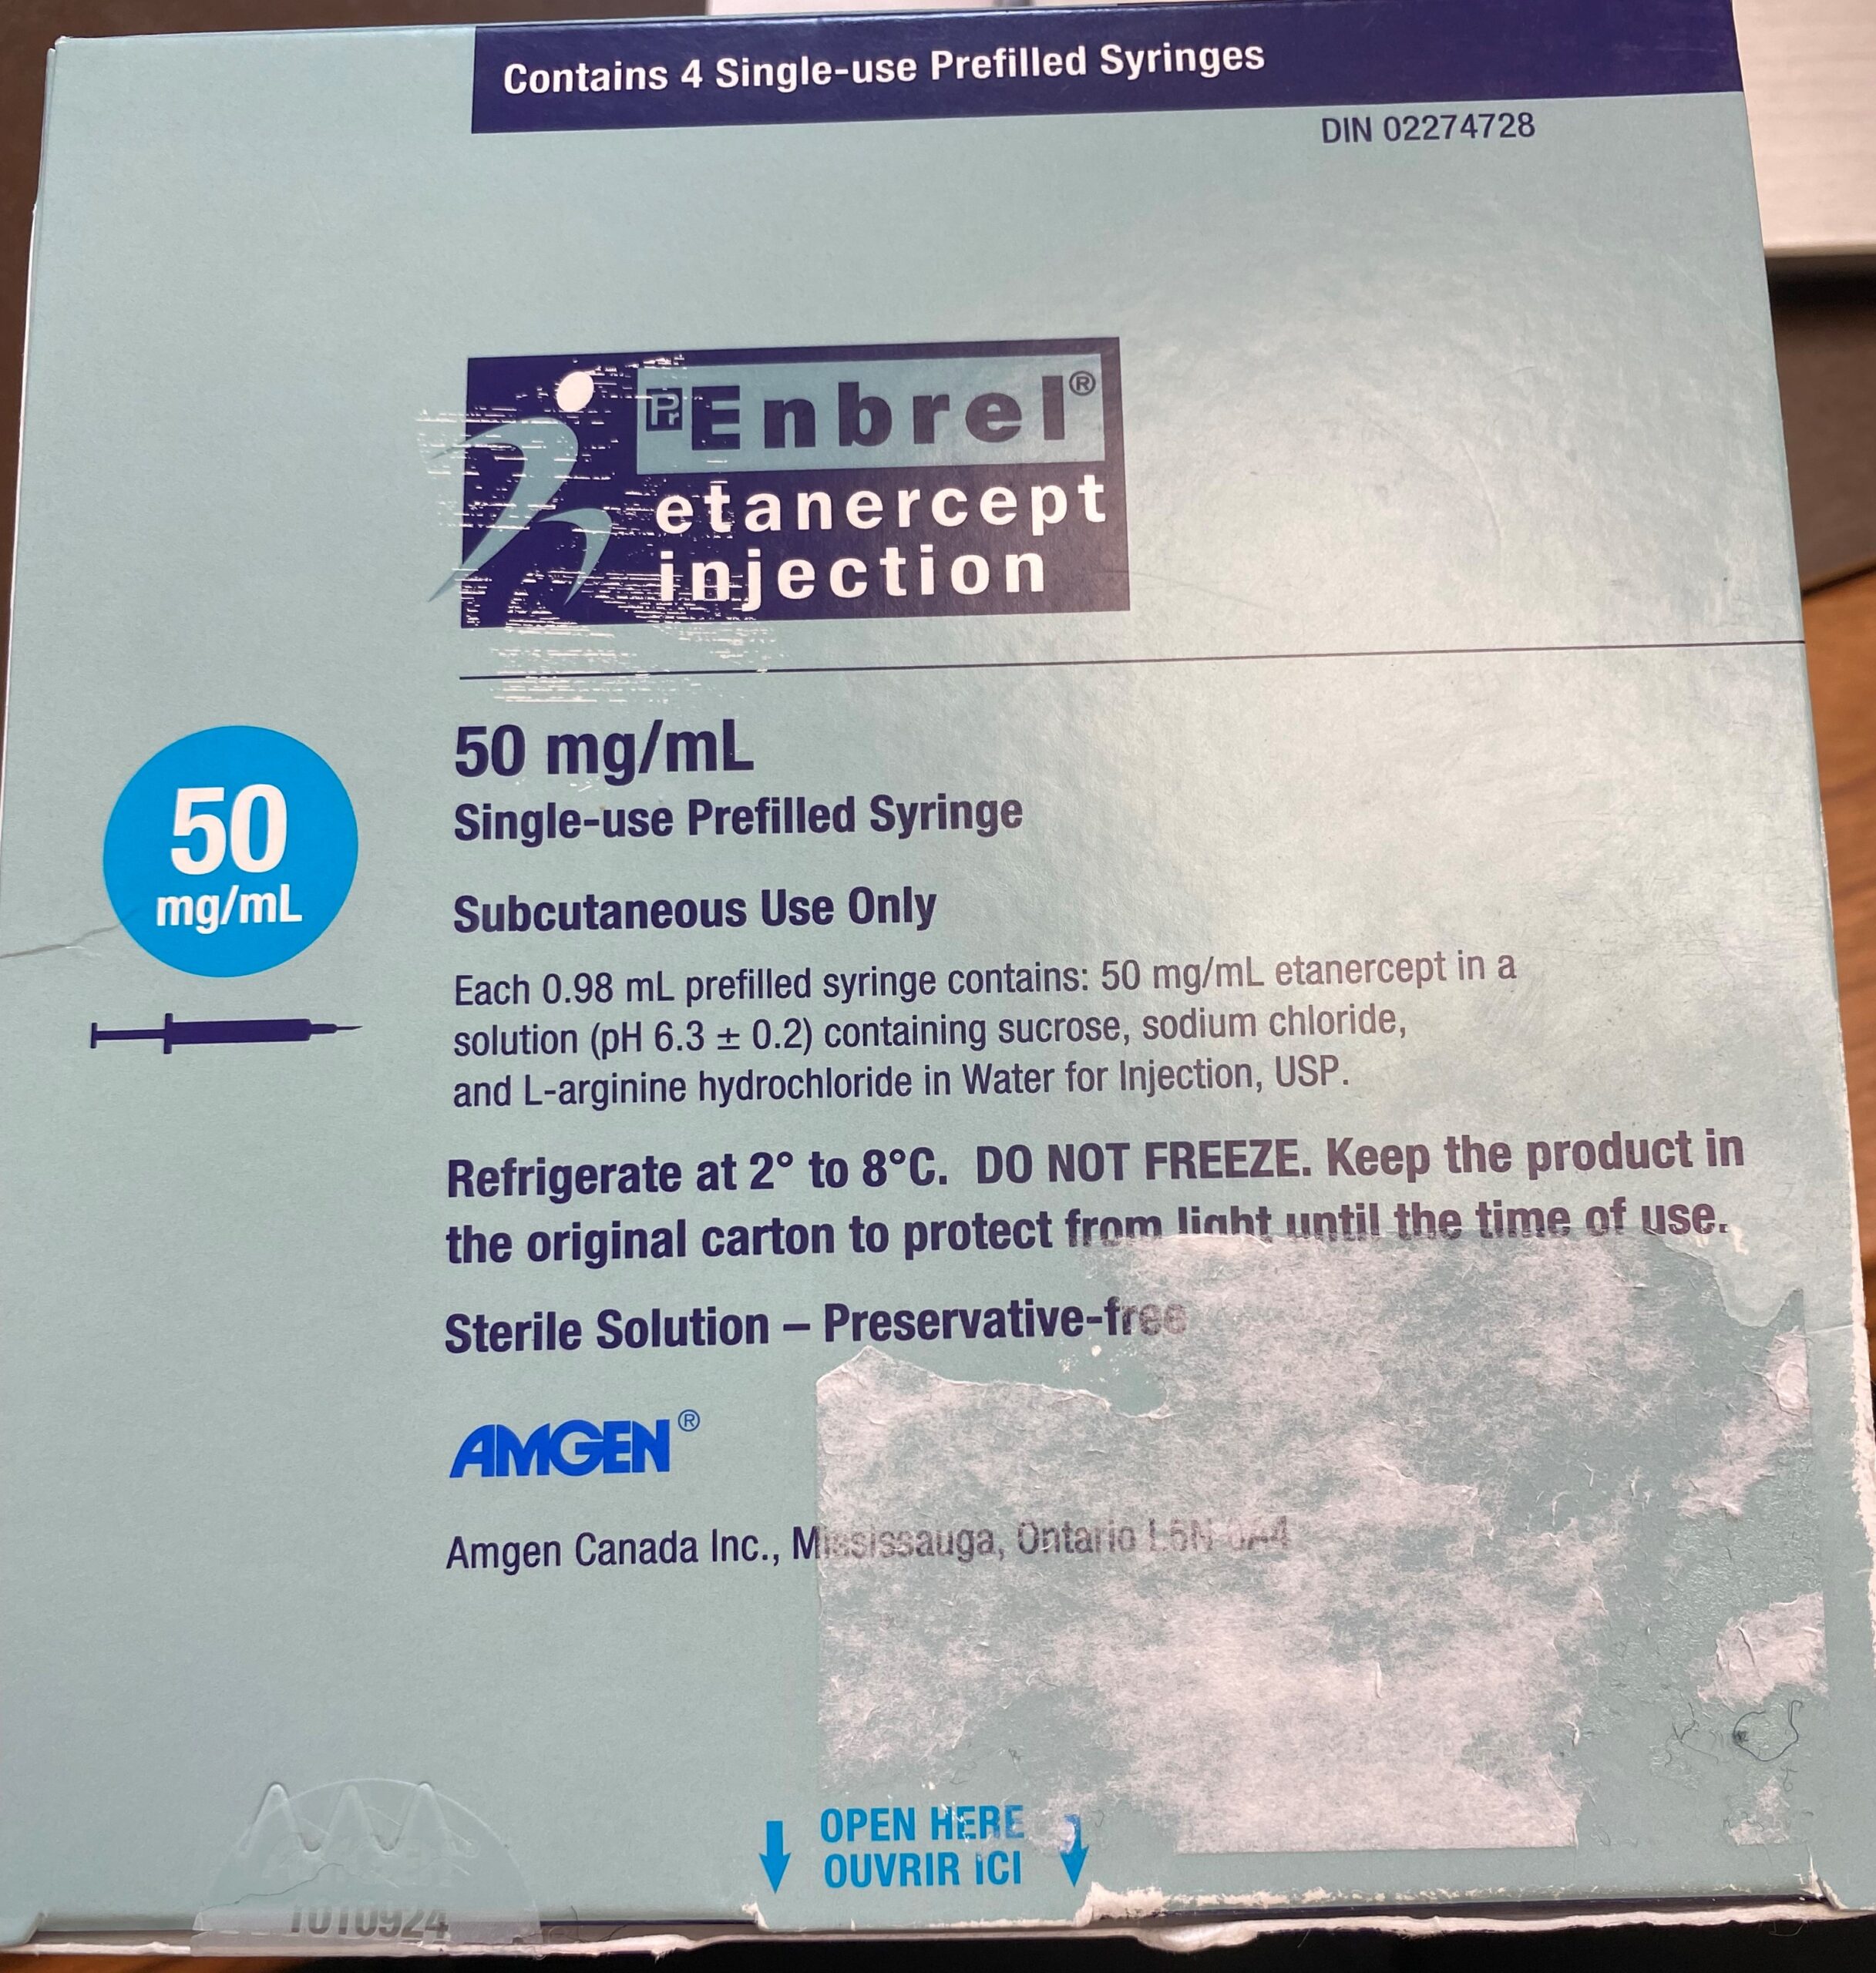 Contains 4 Single-use Prefilled Syringes
DIN 02274728
Pr Enbrel®
etanercept
injection
50 mg/mL
Single-use Prefilled Syringe
50
mg/mL
Subcutaneous Use Only
Each 0.98 mL prefilled syringe contains: 50 mg/mL etanercept in a
solution (pH 6.3 ± 0.2) containing sucrose, sodium chloride,
and L-arginine hydrochloride in Water for Injection, USP.
Refrigerate at 2° to 8°C. DO NOT FREEZE. Keep the product in
the original carton to protect from light until the time of use.
Sterile Solution – Preservative-free
AMGEN®
Amgen Canada Inc., Mississauga, Ontario
OPEN HERE
OUVRIR ICI